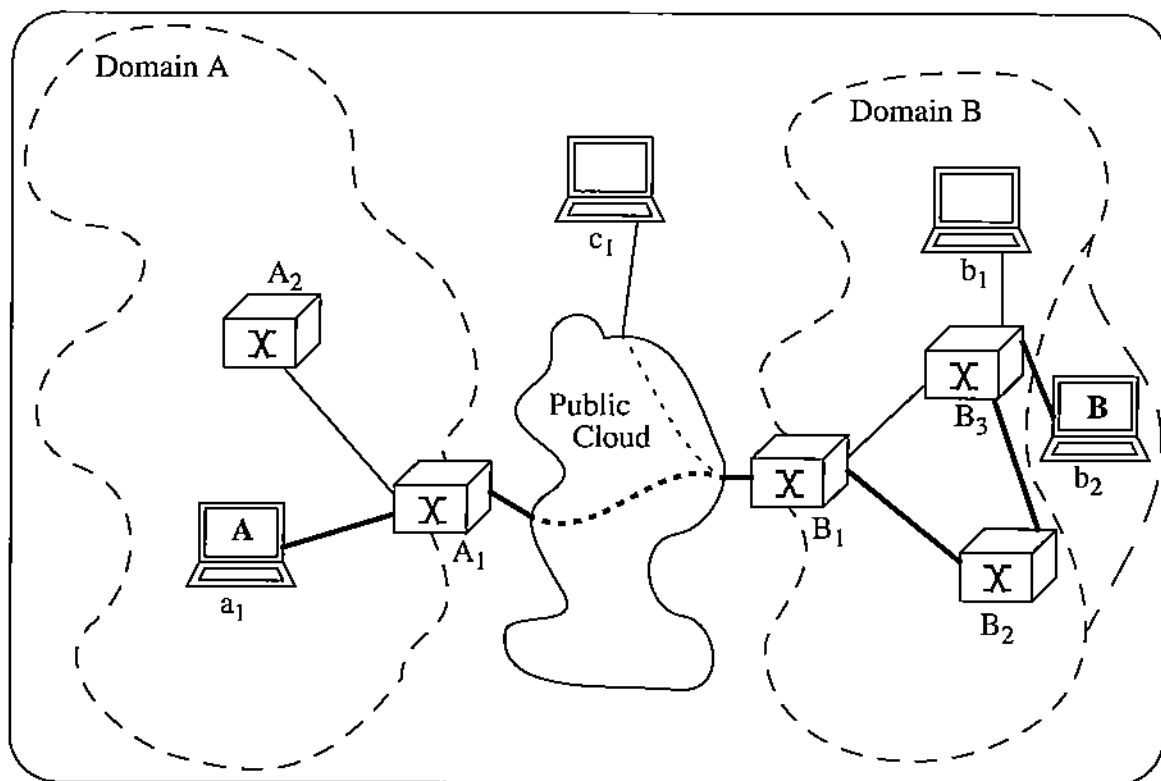 Domain A
Domain B
c₁
b₁
A₂
Public
Cloud
B₃
B
b₂
A
A₁
B₁
a₁
B₂